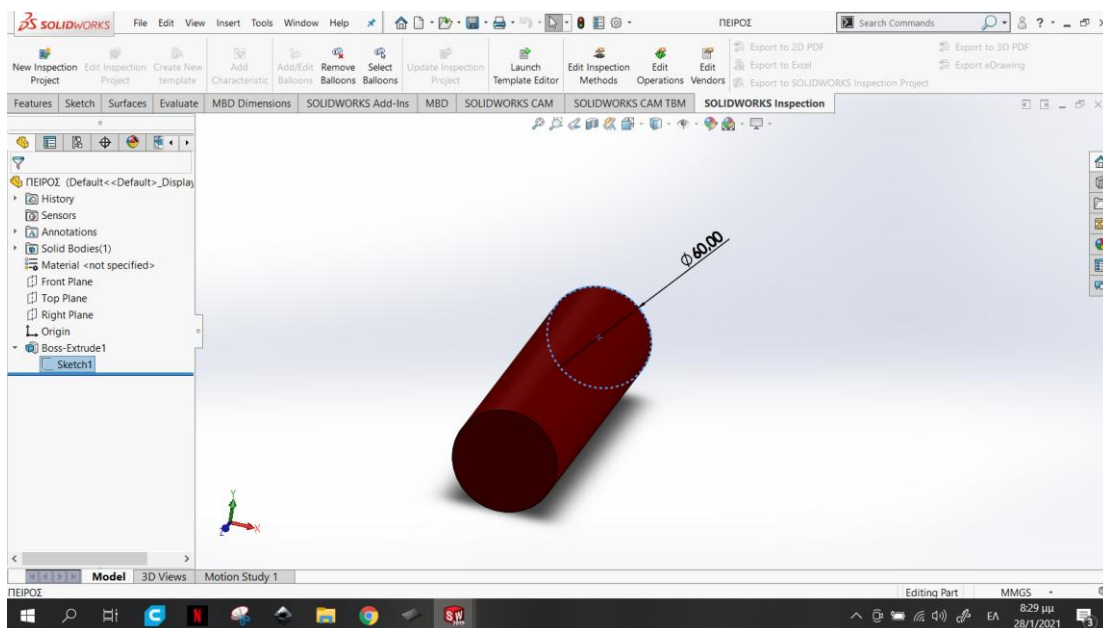 SOLIDWORKS File Edit View Insert Tools Window Help ΠΕΙΡΟΣ Search Commands ?
New Inspection Project
Edit Inspection Project
Create New template
Add Characteristic
Add/Edit Balloons
Remove Balloons
Select Balloons
Update Inspection Project
Launch Template Editor
Edit Inspection Methods
Edit Operations
Edit Vendors
Export to 2D PDF
Export to Excel
Export to SOLIDWORKS Inspection Project
Export to 3D PDF
Export eDrawing
Features Sketch Surfaces Evaluate MBD Dimensions SOLIDWORKS Add-Ins MBD SOLIDWORKS CAM SOLIDWORKS CAM TBM SOLIDWORKS Inspection
ΠΕΙΡΟΣ (Default<<Default>_Display
History
Sensors
Annotations
Solid Bodies(1)
Material <not specified>
Front Plane
Top Plane
Right Plane
Origin
Boss-Extrude1
Sketch1
Φ60,00
Y
X
Z
Model 3D Views Motion Study 1
ΠΕΙΡΟΣ Editing Part MMGS
ΕΛ
8:29 μμ
28/1/2021
3